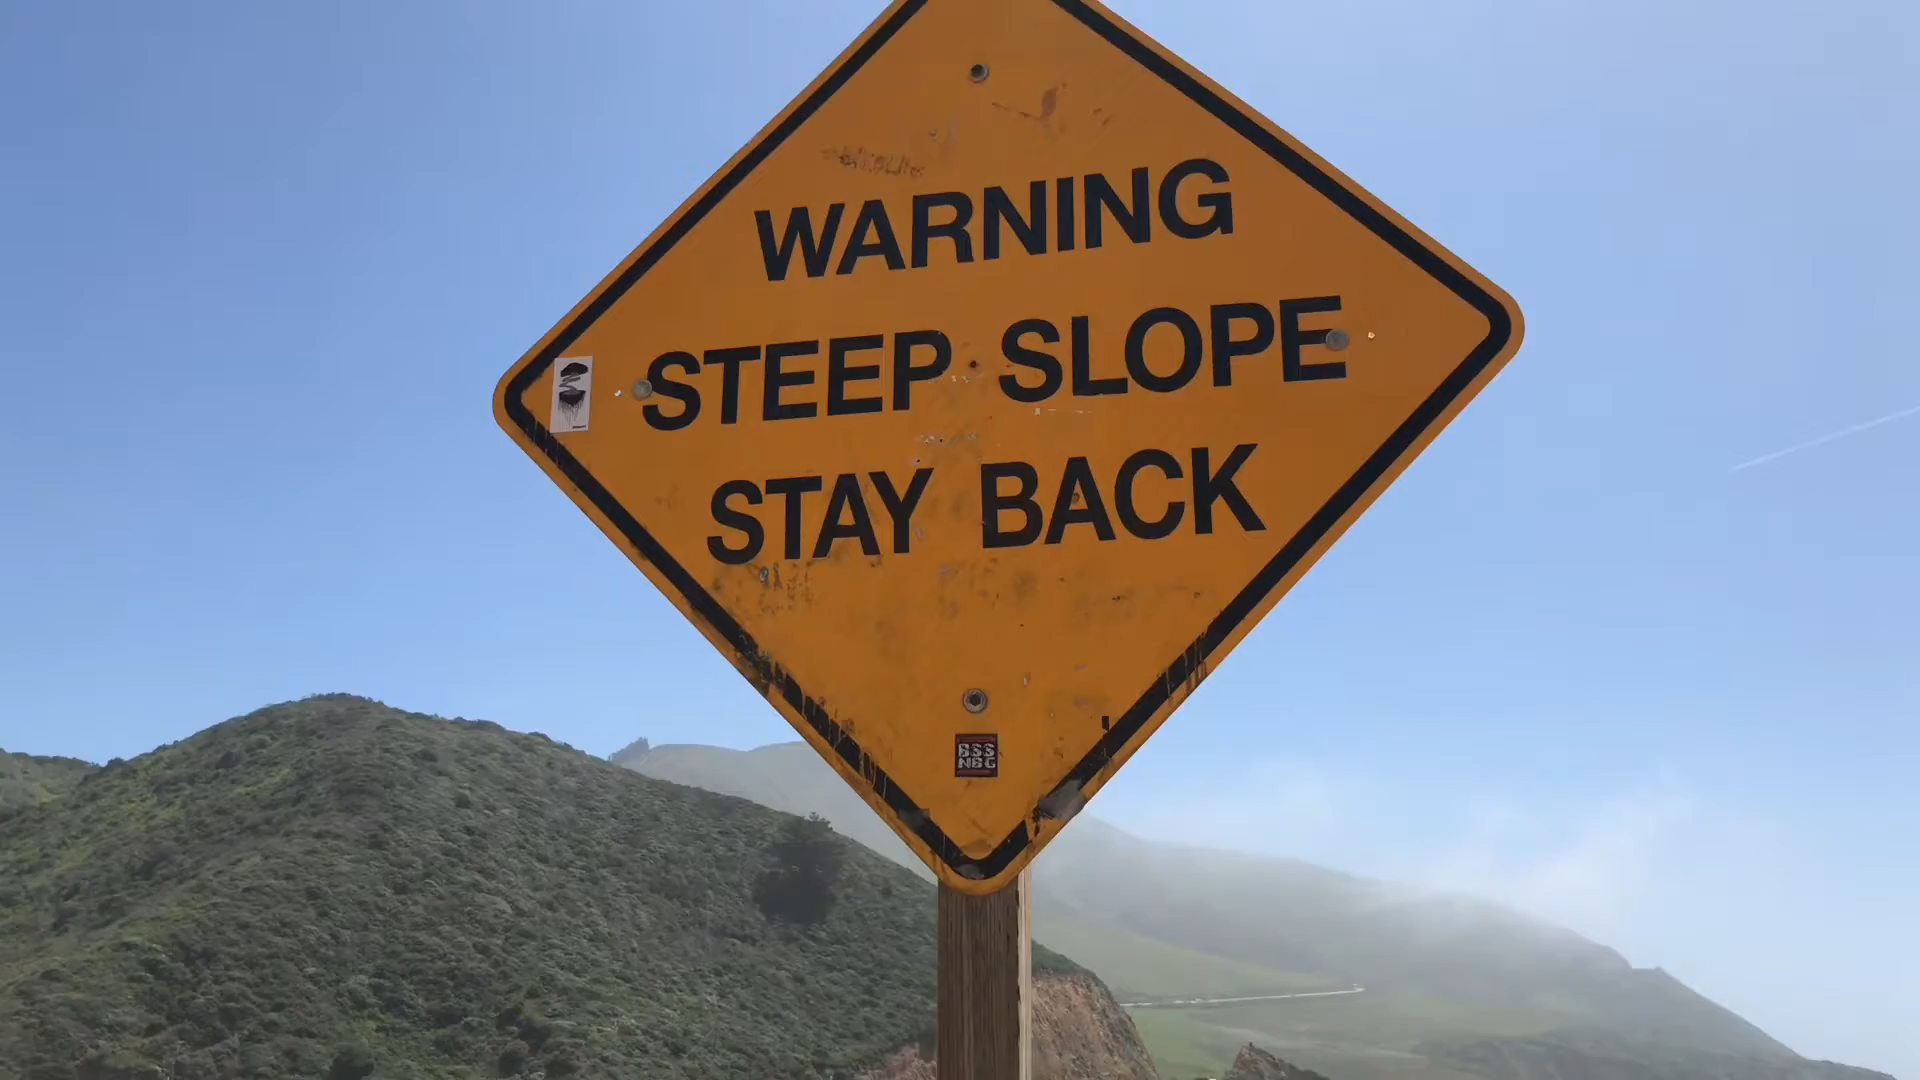 WARNING
STEEP SLOPE
STAY BACK
BSS
NBG